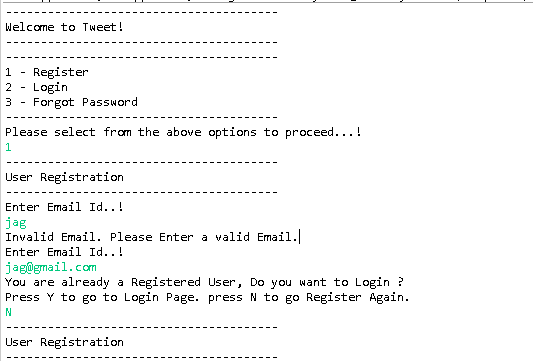 -------------------------------------
Welcome to Tweet!
-------------------------------------
-------------------------------------
1 - Register
2 - Login
3 - Forgot Password
-------------------------------------
Please select from the above options to proceed...!
1
-------------------------------------
User Registration
-------------------------------------
Enter Email Id..!
jag
Invalid Email. Please Enter a valid Email.
Enter Email Id..!
jag@gmail.com
You are already a Registered User, Do you want to Login ?
Press Y to go to Login Page. press N to go Register Again.
N
-------------------------------------
User Registration
-------------------------------------